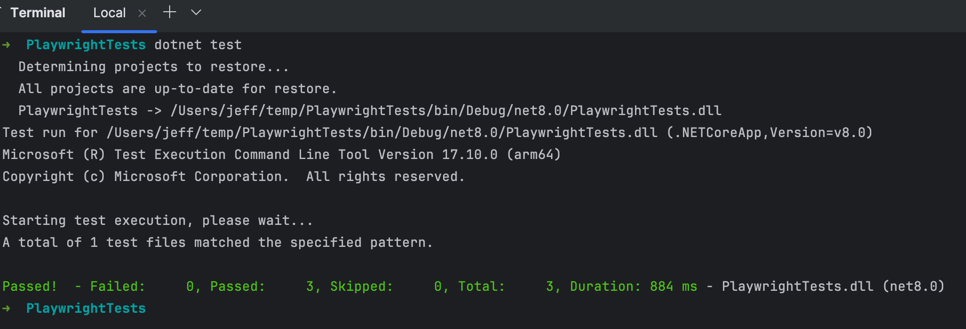 Terminal Local × + ⌄
→ PlaywrightTests dotnet test
Determining projects to restore...
All projects are up-to-date for restore.
PlaywrightTests -> /Users/jeff/temp/PlaywrightTests/bin/Debug/net8.0/PlaywrightTests.dll
Test run for /Users/jeff/temp/PlaywrightTests/bin/Debug/net8.0/PlaywrightTests.dll (.NETCoreApp,Version=v8.0)
Microsoft (R) Test Execution Command Line Tool Version 17.10.0 (arm64)
Copyright (c) Microsoft Corporation.  All rights reserved.
Starting test execution, please wait...
A total of 1 test files matched the specified pattern.
Passed!  - Failed:     0, Passed:     3, Skipped:     0, Total:     3, Duration: 884 ms - PlaywrightTests.dll (net8.0)
→ PlaywrightTests